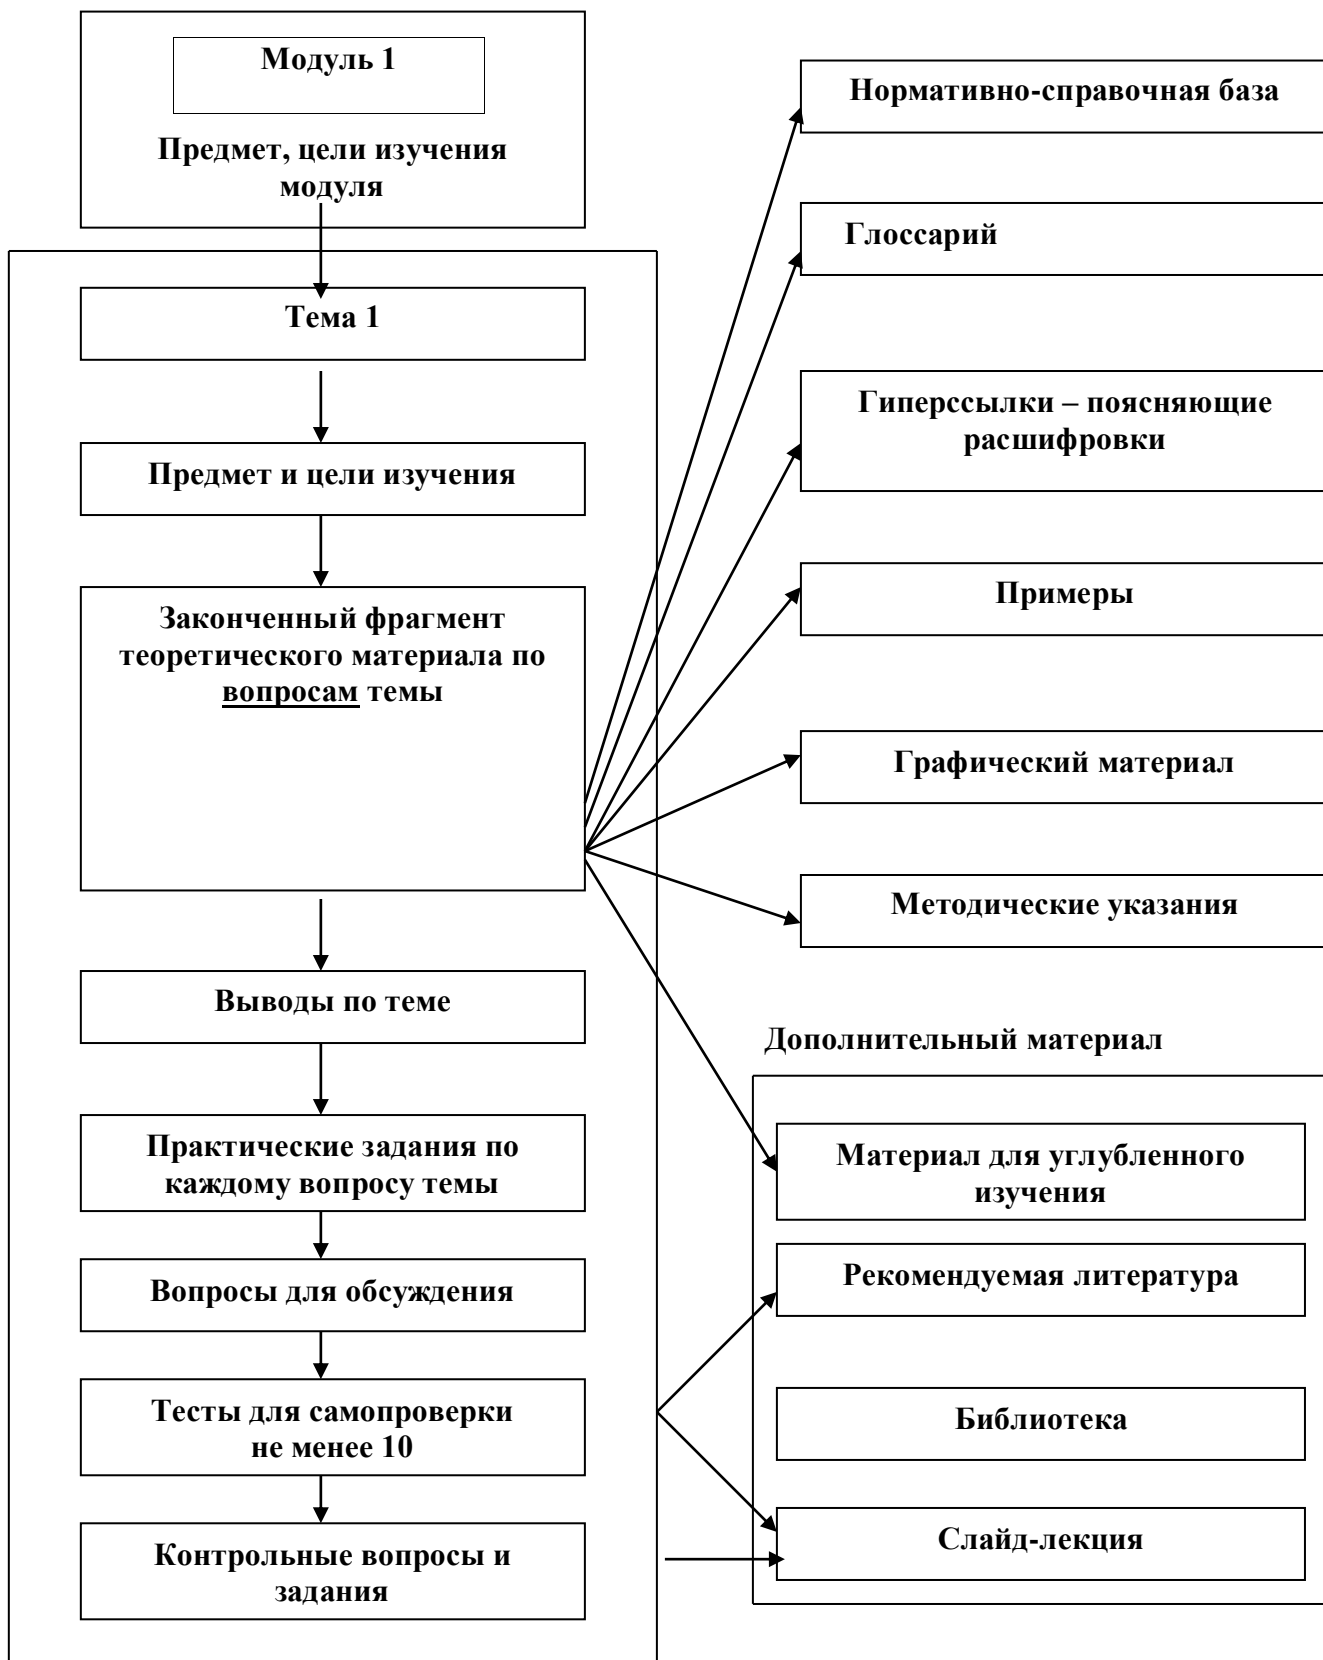 Модуль 1
Предмет, цели изучения
модуля
Тема 1
Предмет и цели изучения
Законченный фрагмент
теоретического материала по
вопросам темы
Выводы по теме
Практические задания по
каждому вопросу темы
Вопросы для обсуждения
Тесты для самопроверки
не менее 10
Контрольные вопросы и
задания
Нормативно-справочная база
Глоссарий
Гиперссылки – поясняющие
расшифровки
Примеры
Графический материал
Методические указания
Дополнительный материал
Материал для углубленного
изучения
Рекомендуемая литература
Библиотека
Слайд-лекция